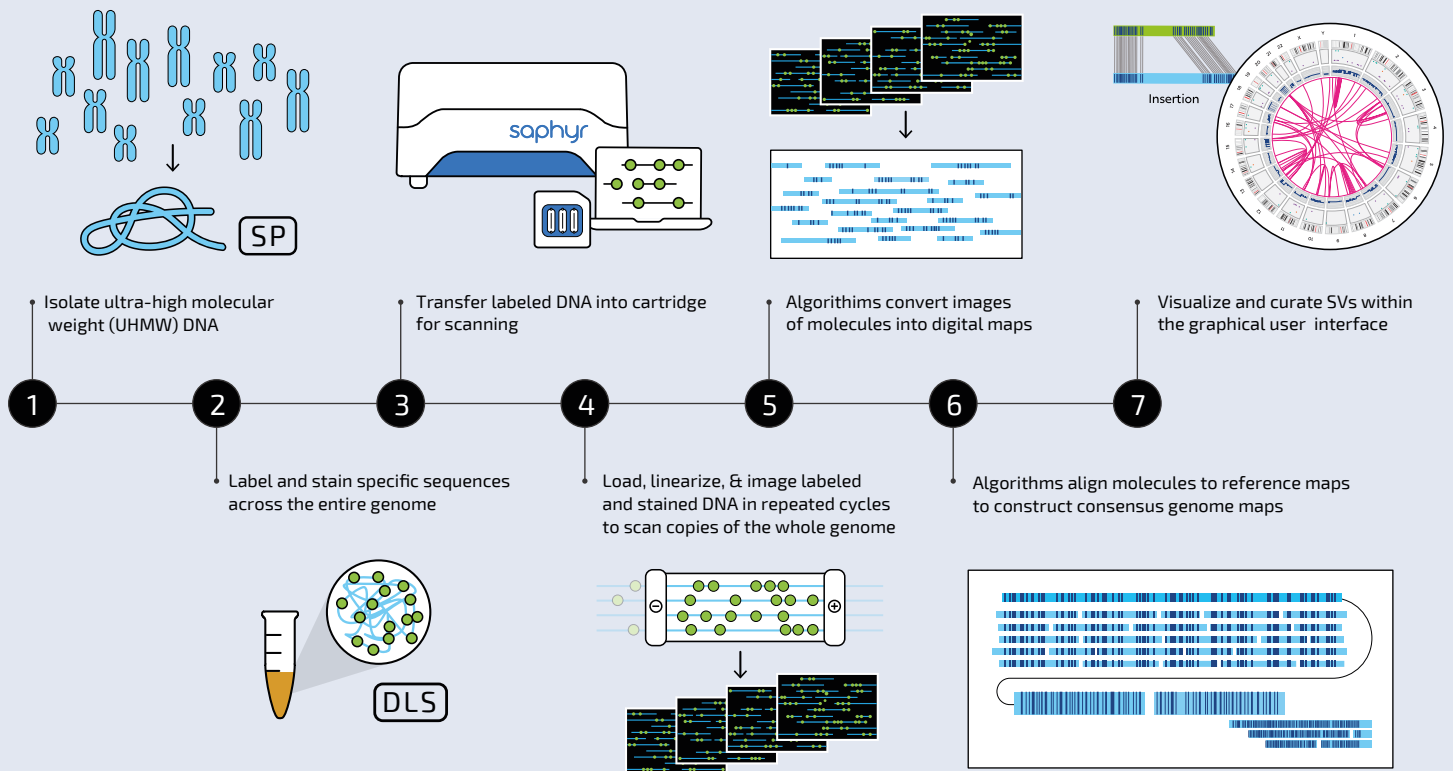 saphyr
SP
Insertion
1
Isolate ultra-high molecular
weight (UHMW) DNA
2
Label and stain specific sequences
across the entire genome
DLS
3
Transfer labeled DNA into cartridge
for scanning
4
Load, linearize, & image labeled
and stained DNA in repeated cycles
to scan copies of the whole genome
5
Algorithims convert images
of molecules into digital maps
6
Algorithms align molecules to reference maps
to construct consensus genome maps
7
Visualize and curate SVs within
the graphical user interface